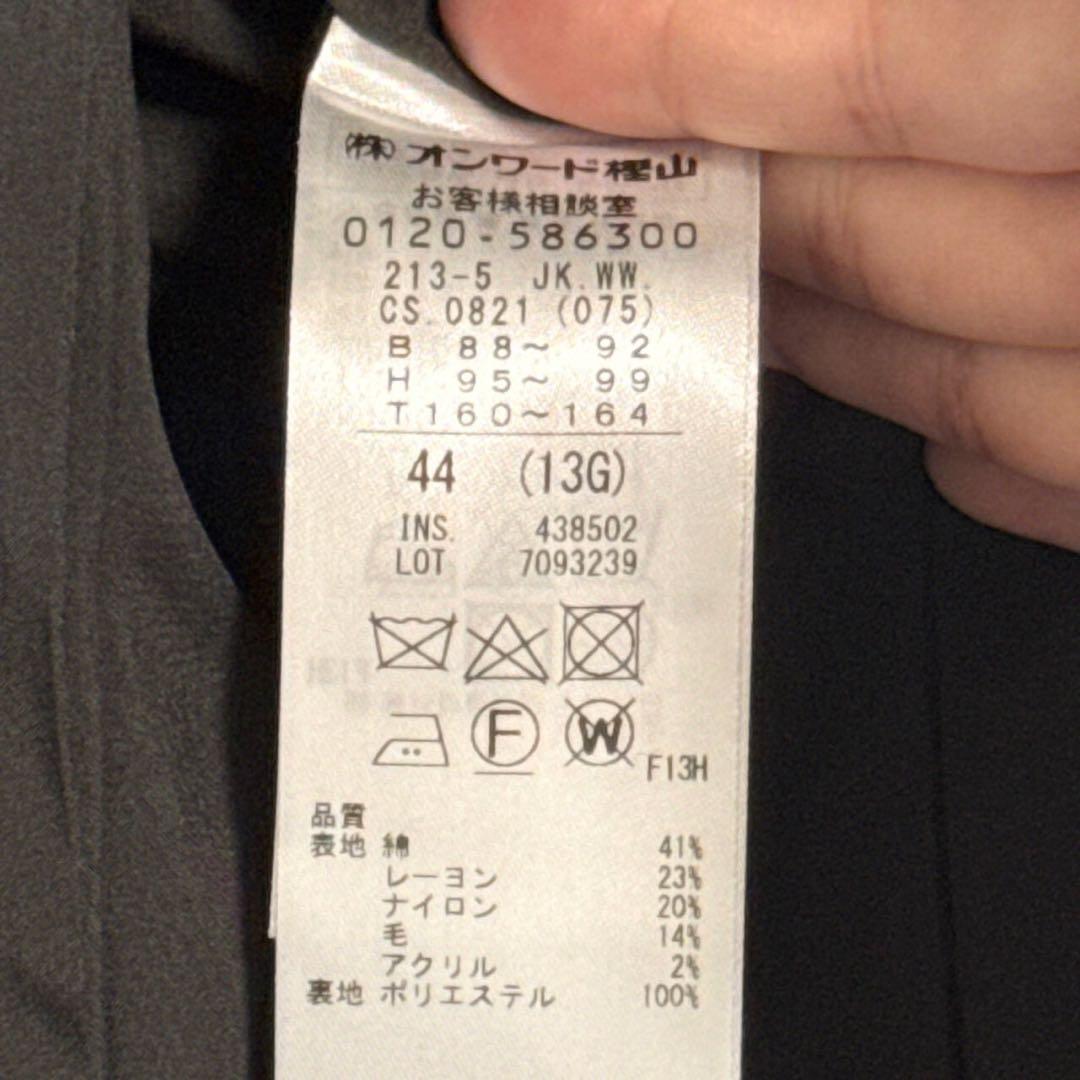 ㈱オンワード樫山
お客様相談室
0120-586300
213-5 JK.WW.
CS.0821 (075)
B 88～ 92
H 95～ 99
T160～164
44 (13G)
INS. 438502
LOT 7093239
F
W
F13H
品質
表地 綿 41%
レーヨン 23%
ナイロン 20%
毛 14%
アクリル 2%
裏地 ポリエステル 100%